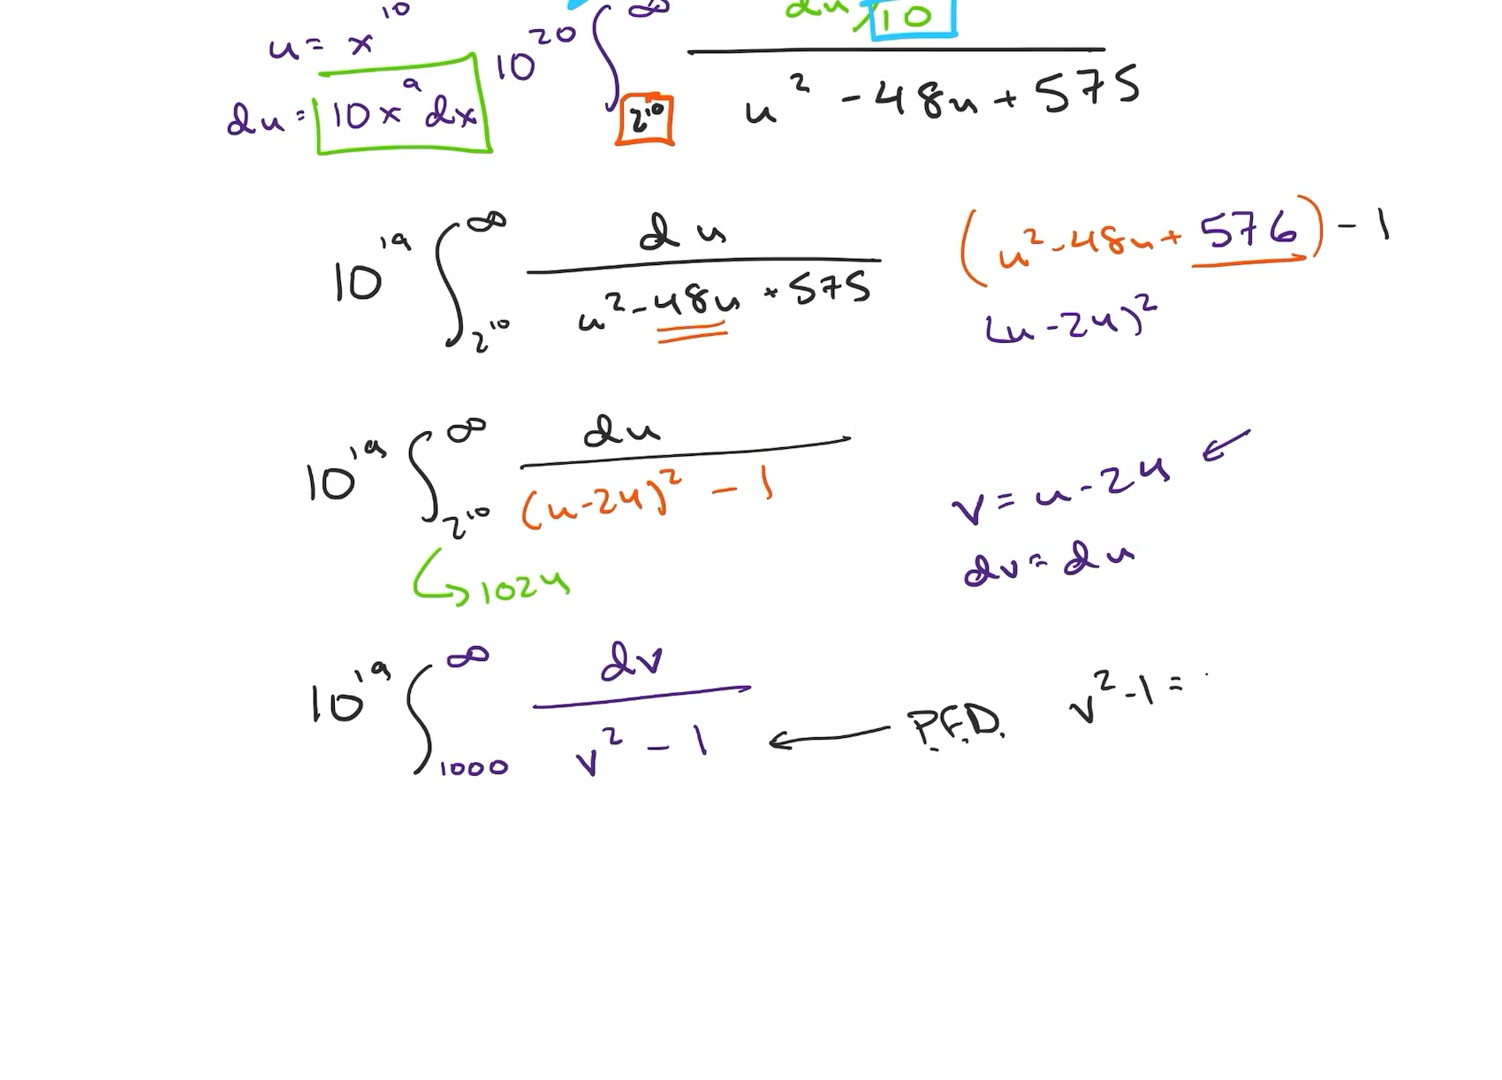 u = x^10 10^20 ∫_{2^10}^∞ du/10 / (u^2 - 48u + 575)
du = 10x^9 dx
10^19 ∫_{2^10}^∞ du / (u^2 - 48u + 575) (u^2 - 48u + 576) - 1
(u - 24)^2
10^19 ∫_{2^10}^∞ du / ((u - 24)^2 - 1) v = u - 24 ←
dv = du
↳ 1024
10^19 ∫_{1000}^∞ dv / (v^2 - 1) ← P.F.D. v^2 - 1 =